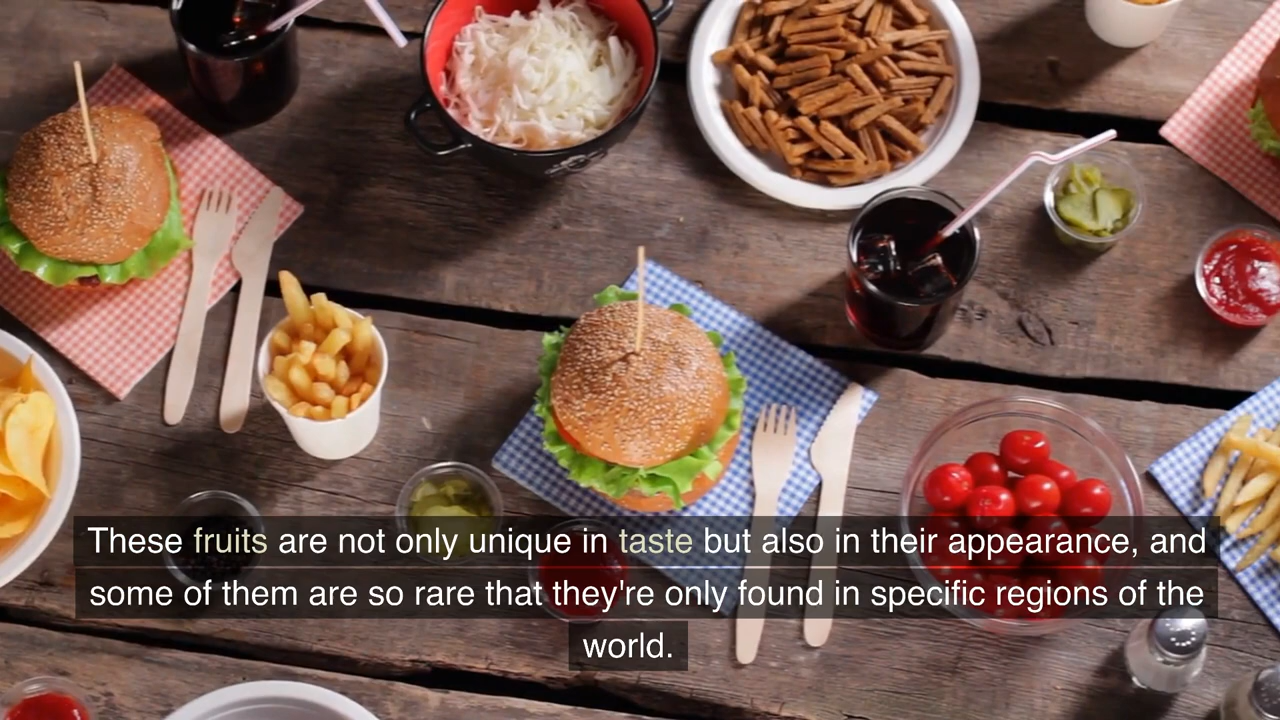 These fruits are not only unique in taste but also in their appearance, and
some of them are so rare that they're only found in specific regions of the
world.